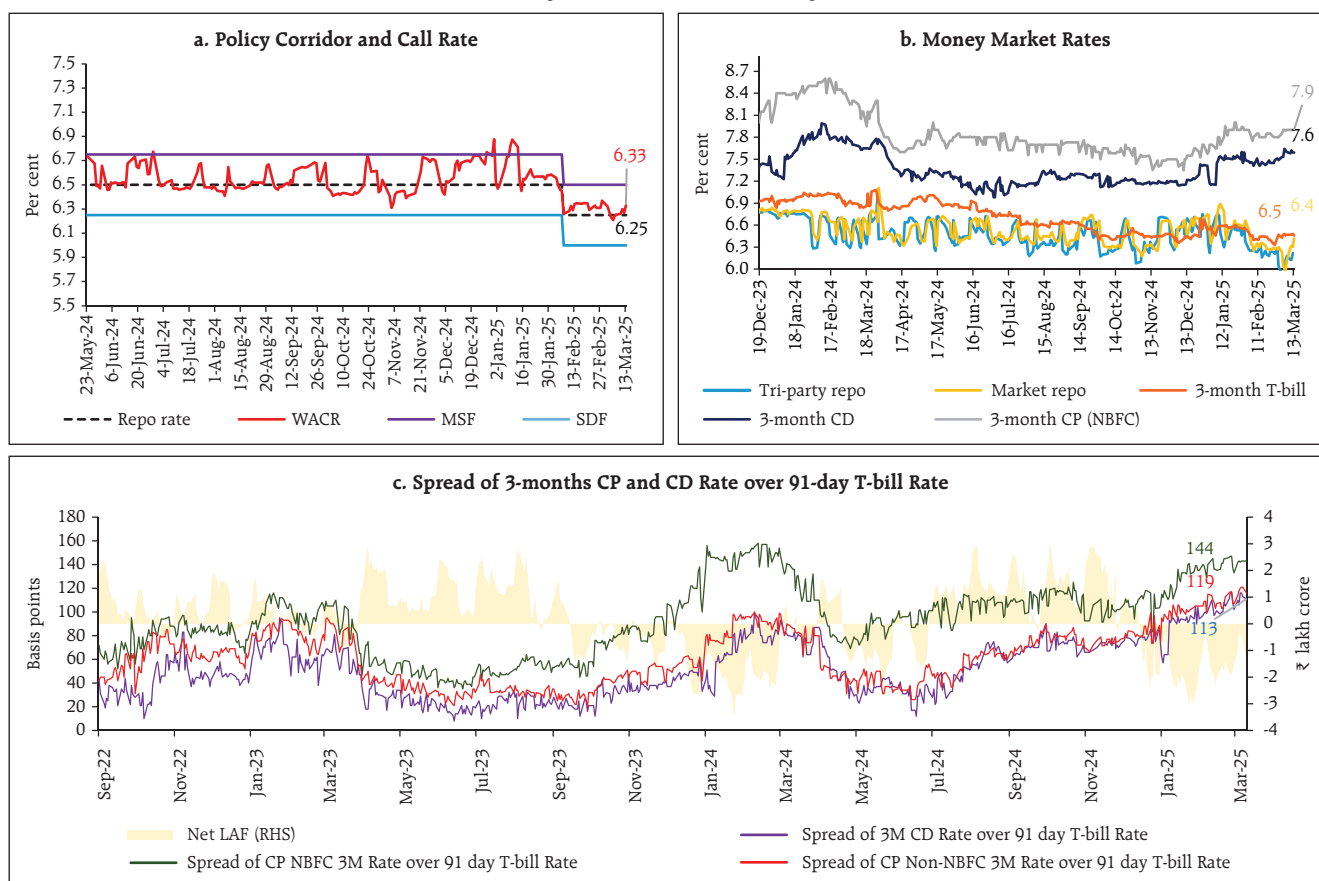 a. Policy Corridor and Call Rate
Per cent
7.5
7.3
7.1
6.9
6.7
6.5
6.3
6.1
5.9
5.7
5.5
6.33
6.25
23-May-24
6-Jun-24
20-Jun-24
4-Jul-24
18-Jul-24
1-Aug-24
15-Aug-24
29-Aug-24
12-Sep-24
26-Sep-24
10-Oct-24
24-Oct-24
7-Nov-24
21-Nov-24
5-Dec-24
19-Dec-24
2-Jan-25
16-Jan-25
30-Jan-25
13-Feb-25
27-Feb-25
13-Mar-25
Repo rate
WACR
MSF
SDF
b. Money Market Rates
Per cent
8.7
8.4
8.1
7.8
7.5
7.2
6.9
6.6
6.3
6.0
7.9
7.6
6.5
6.4
19-Dec-23
18-Jan-24
17-Feb-24
18-Mar-24
17-Apr-24
17-May-24
16-Jun-24
16-Jul-24
15-Aug-24
14-Sep-24
14-Oct-24
13-Nov-24
13-Dec-24
12-Jan-25
11-Feb-25
13-Mar-25
Tri-party repo
Market repo
3-month T-bill
3-month CD
3-month CP (NBFC)
c. Spread of 3-months CP and CD Rate over 91-day T-bill Rate
Basis points
180
160
140
120
100
80
60
40
20
0
144
119
113
4
3
2
1
0
-1
-2
-3
-4
₹ lakh crore
Sep-22
Nov-22
Jan-23
Mar-23
May-23
Jul-23
Sep-23
Nov-23
Jan-24
Mar-24
May-24
Jul-24
Sep-24
Nov-24
Jan-25
Mar-25
Net LAF (RHS)
Spread of 3M CD Rate over 91 day T-bill Rate
Spread of CP NBFC 3M Rate over 91 day T-bill Rate
Spread of CP Non-NBFC 3M Rate over 91 day T-bill Rate